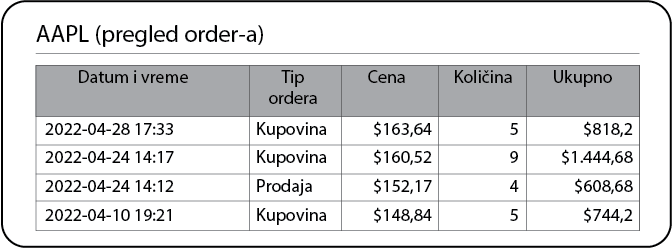 AAPL (pregled order-a)
Datum i vreme Tip ordera Cena Količina Ukupno
2022-04-28 17:33 Kupovina $163,64 5 $818,2
2022-04-24 14:17 Kupovina $160,52 9 $1.444,68
2022-04-24 14:12 Prodaja $152,17 4 $608,68
2022-04-10 19:21 Kupovina $148,84 5 $744,2